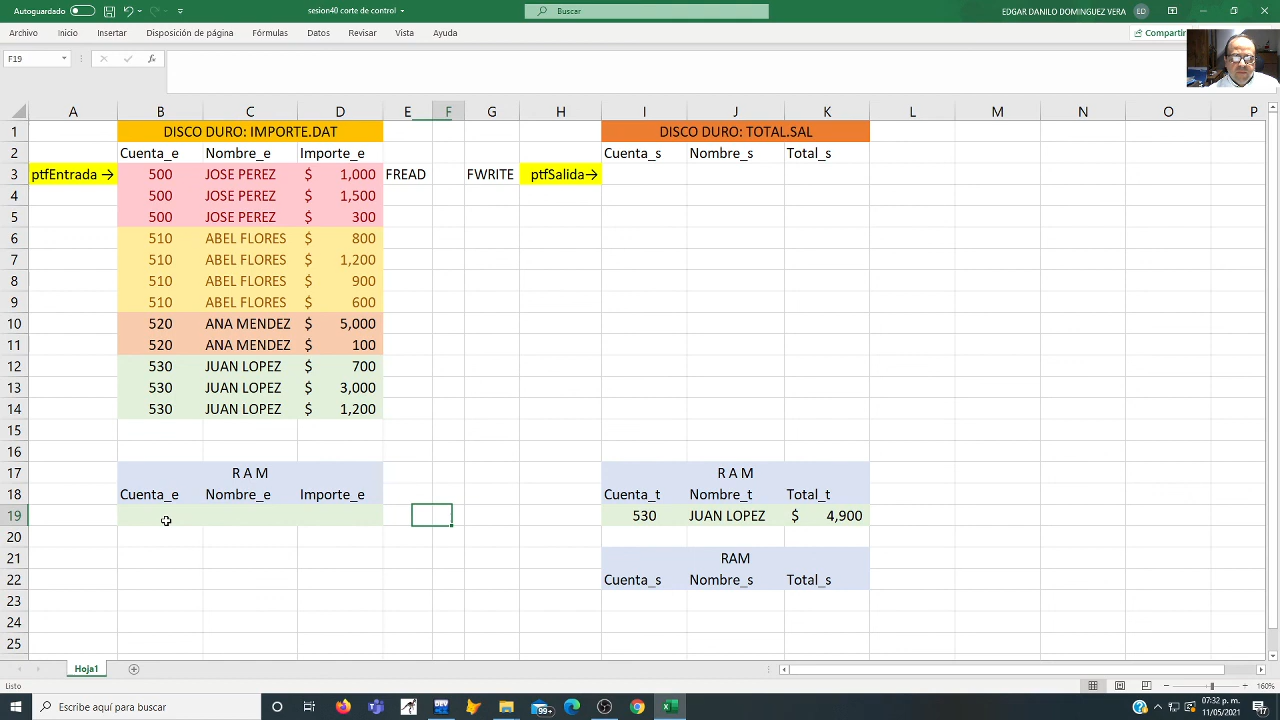 Autoguardado
sesion40 corte de control
Buscar
EDGAR DANILO DOMINGUEZ VERA
ED
Archivo Inicio Insertar Disposición de página Fórmulas Datos Revisar Vista Ayuda
Compartir
F19
fx
A B C D E F G H I J K L M N O P
1 DISCO DURO: IMPORTE.DAT DISCO DURO: TOTAL.SAL
2 Cuenta_e Nombre_e Importe_e Cuenta_s Nombre_s Total_s
3 ptfEntrada → 500 JOSE PEREZ $ 1,000 FREAD FWRITE ptfSalida→
4 500 JOSE PEREZ $ 1,500
5 500 JOSE PEREZ $ 300
6 510 ABEL FLORES $ 800
7 510 ABEL FLORES $ 1,200
8 510 ABEL FLORES $ 900
9 510 ABEL FLORES $ 600
10 520 ANA MENDEZ $ 5,000
11 520 ANA MENDEZ $ 100
12 530 JUAN LOPEZ $ 700
13 530 JUAN LOPEZ $ 3,000
14 530 JUAN LOPEZ $ 1,200
15
16
17 R A M R A M
18 Cuenta_e Nombre_e Importe_e Cuenta_t Nombre_t Total_t
19 530 JUAN LOPEZ $ 4,900
20
21 RAM
22 Cuenta_s Nombre_s Total_s
23
24
25
Hoja1
Listo
160%
Escribe aquí para buscar
99+
07:32 p. m.
11/05/2021